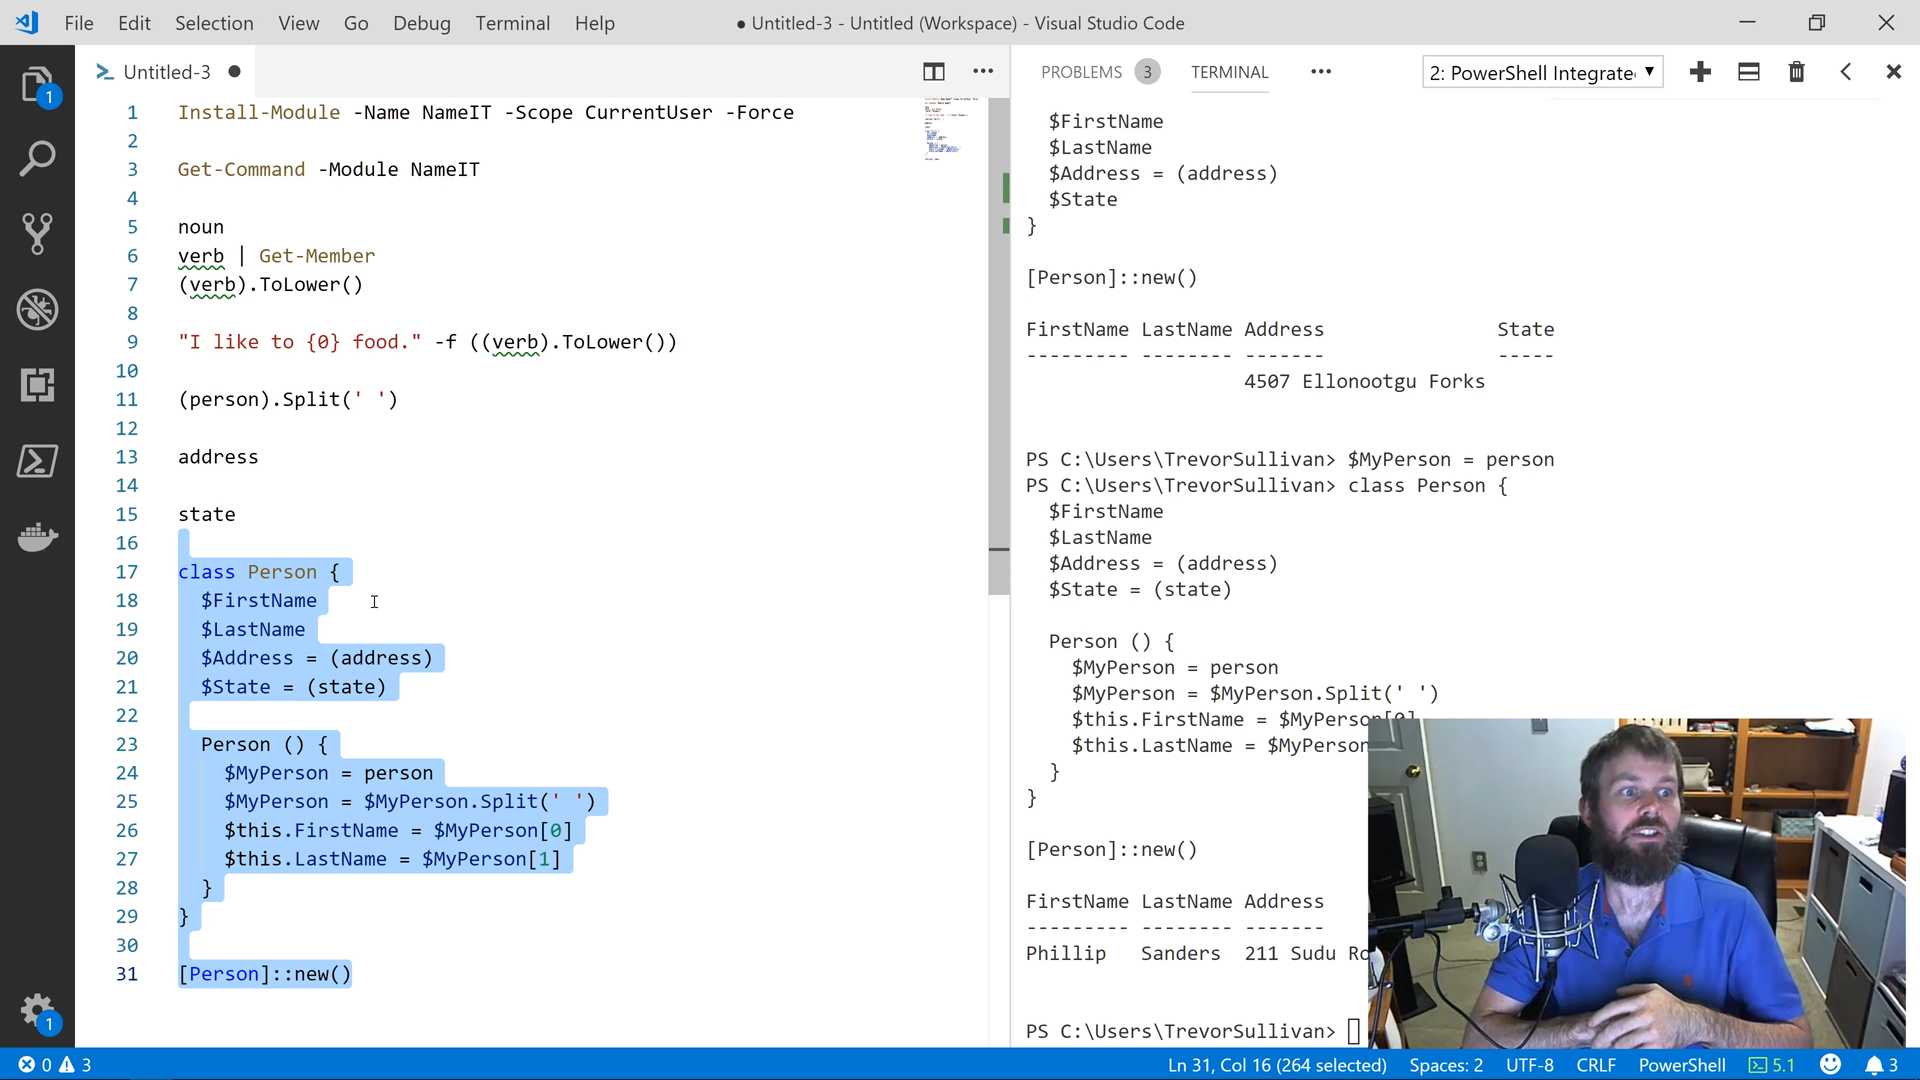 File Edit Selection View Go Debug Terminal Help
● Untitled-3 - Untitled (Workspace) - Visual Studio Code
Untitled-3 ●
1 Install-Module -Name NameIT -Scope CurrentUser -Force
2
3 Get-Command -Module NameIT
4
5 noun
6 verb | Get-Member
7 (verb).ToLower()
8
9 "I like to {0} food." -f ((verb).ToLower())
10
11 (person).Split(' ')
12
13 address
14
15 state
16
17 class Person {
18 $FirstName
19 $LastName
20 $Address = (address)
21 $State = (state)
22
23 Person () {
24 $MyPerson = person
25 $MyPerson = $MyPerson.Split(' ')
26 $this.FirstName = $MyPerson[0]
27 $this.LastName = $MyPerson[1]
28 }
29 }
30
31 [Person]::new()
1
1
PROBLEMS 3 TERMINAL ••• 2: PowerShell Integrate
$FirstName
$LastName
$Address = (address)
$State
}
[Person]::new()
FirstName LastName Address State
--------- -------- ------- -----
4507 Ellonootgu Forks
PS C:\Users\TrevorSullivan> $MyPerson = person
PS C:\Users\TrevorSullivan> class Person {
$FirstName
$LastName
$Address = (address)
$State = (state)
Person () {
$MyPerson = person
$MyPerson = $MyPerson.Split(' ')
$this.FirstName = $MyPerson[0]
$this.LastName = $MyPerson
}
}
[Person]::new()
FirstName LastName Address
--------- -------- -------
Phillip Sanders 211 Sudu Ro
PS C:\Users\TrevorSullivan>
0 3 Ln 31, Col 16 (264 selected) Spaces: 2 UTF-8 CRLF PowerShell 5.1 3